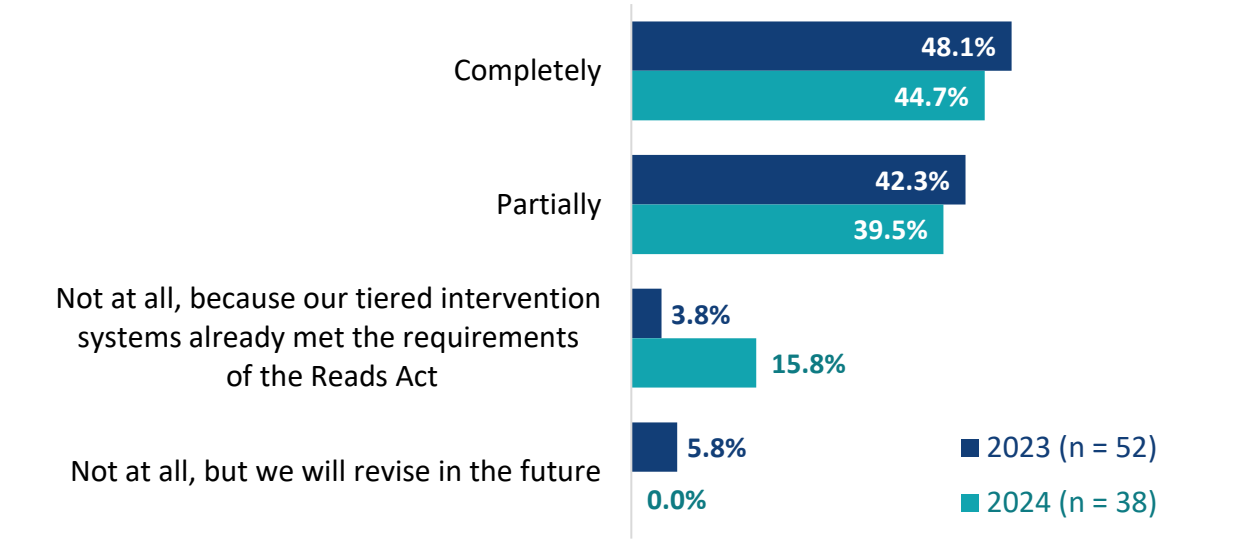 Completely
48.1%
44.7%
Partially
42.3%
39.5%
Not at all, because our tiered intervention
systems already met the requirements
of the Reads Act
3.8%
15.8%
Not at all, but we will revise in the future
5.8%
0.0%
2023 (n = 52)
2024 (n = 38)